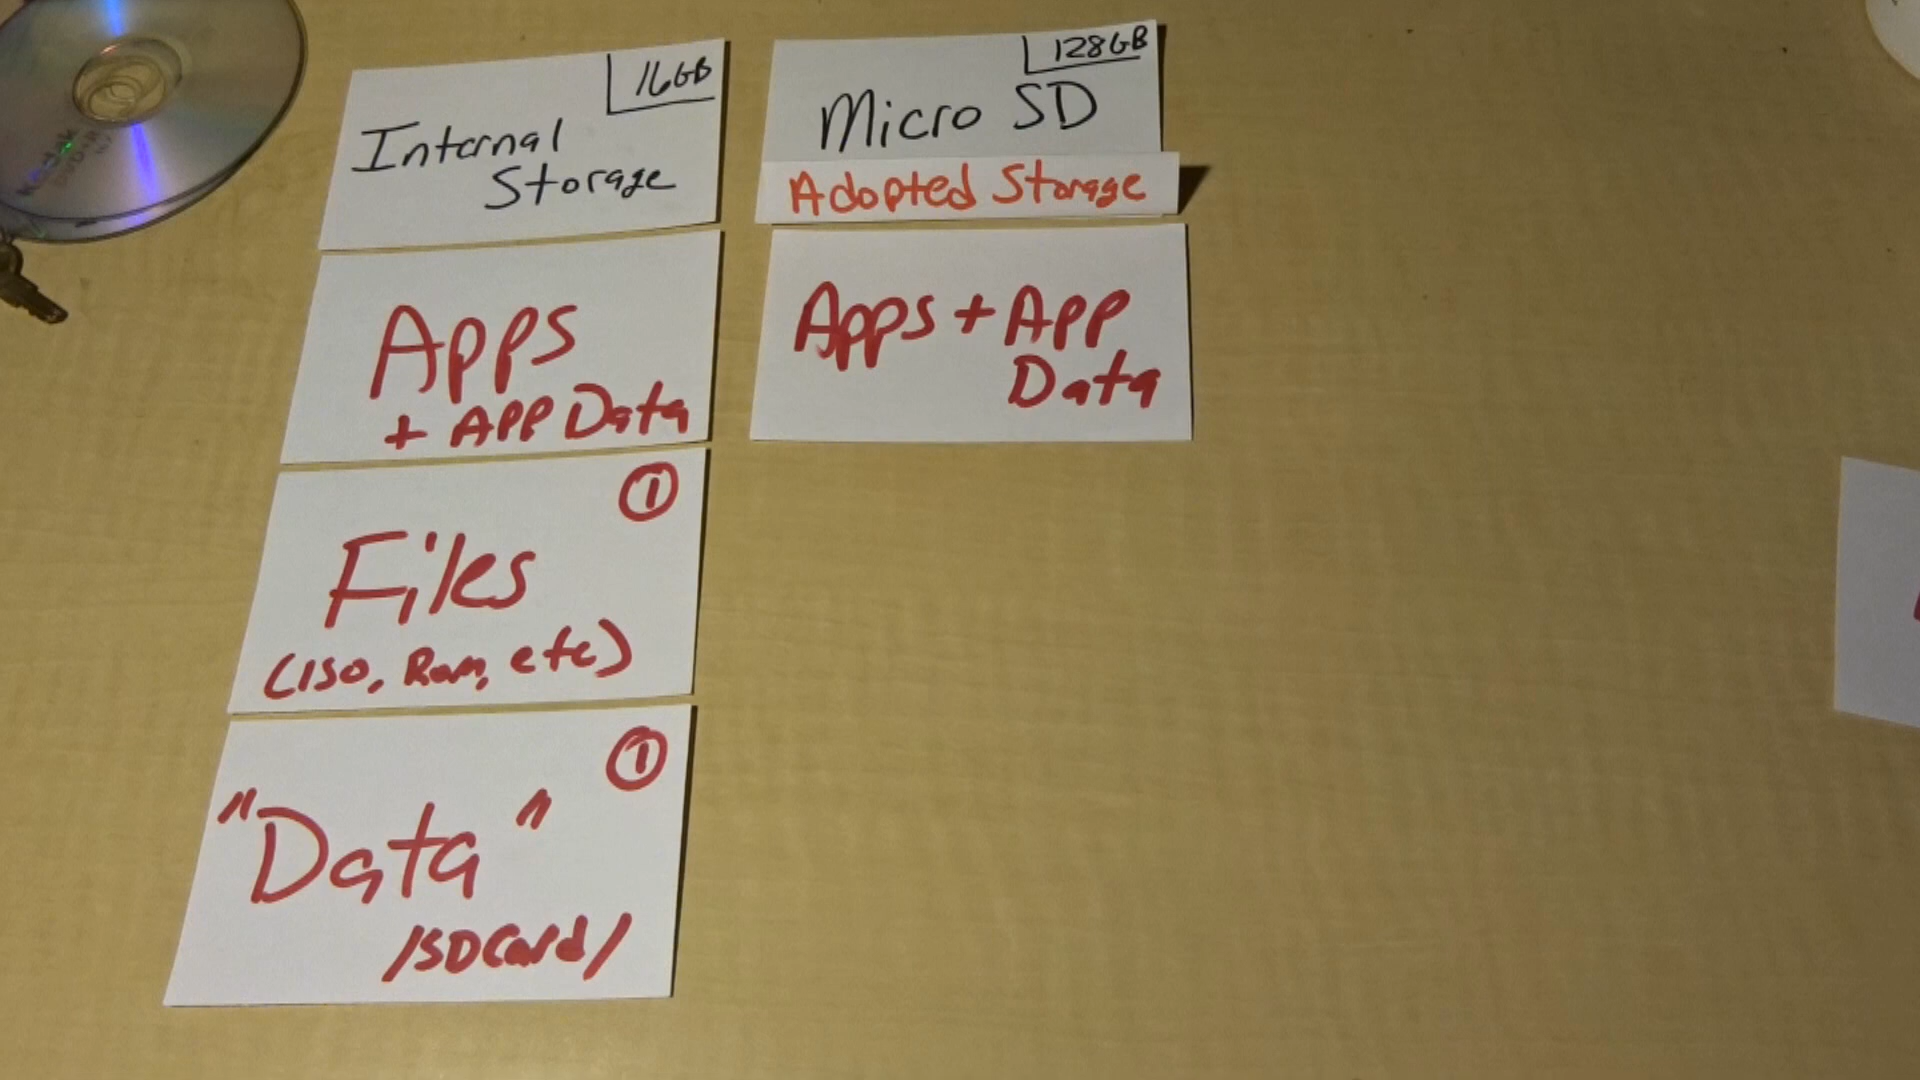 16GB
Internal
Storage
Apps
+ APP Data
1
Files
(ISO, Rom, etc)
1
"Data"
/SDCard/
128GB
Micro SD
Adopted Storage
Apps + App
Data
Kodak